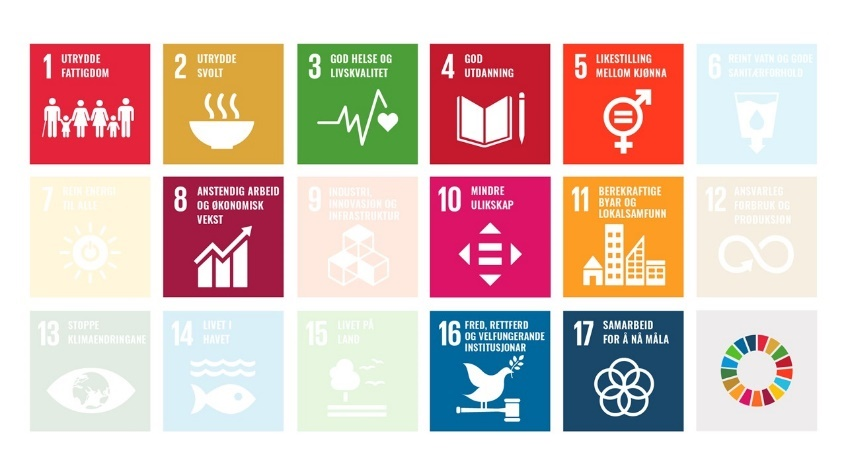 1 UTRYDDE
FATTIGDOM
2 UTRYDDE
SVOLT
3 GOD HELSE OG
LIVSKVALITET
4 GOD
UTDANNING
5 LIKESTILLING
MELLOM KJØNNA
6 REINT VATN OG GODE
SANITÆRFORHOLD
7 REIN ENERGI
TIL ALLE
8 ANSTENDIG ARBEID
OG ØKONOMISK
VEKST
9 INDUSTRI,
INNOVASJON OG
INFRASTRUKTUR
10 MINDRE
ULIKSKAP
11 BEREKRAFTIGE
BYAR OG
LOKALSAMFUNN
12 ANSVARLEG
FORBRUK OG
PRODUKSJON
13 STOPPE
KLIMAENDRINGANE
14 LIVET I
HAVET
15 LIVET PÅ
LAND
16 FRED, RETTFERD
OG VELFUNGERANDE
INSTITUSJONAR
17 SAMARBEID
FOR Å NÅ MÅLA